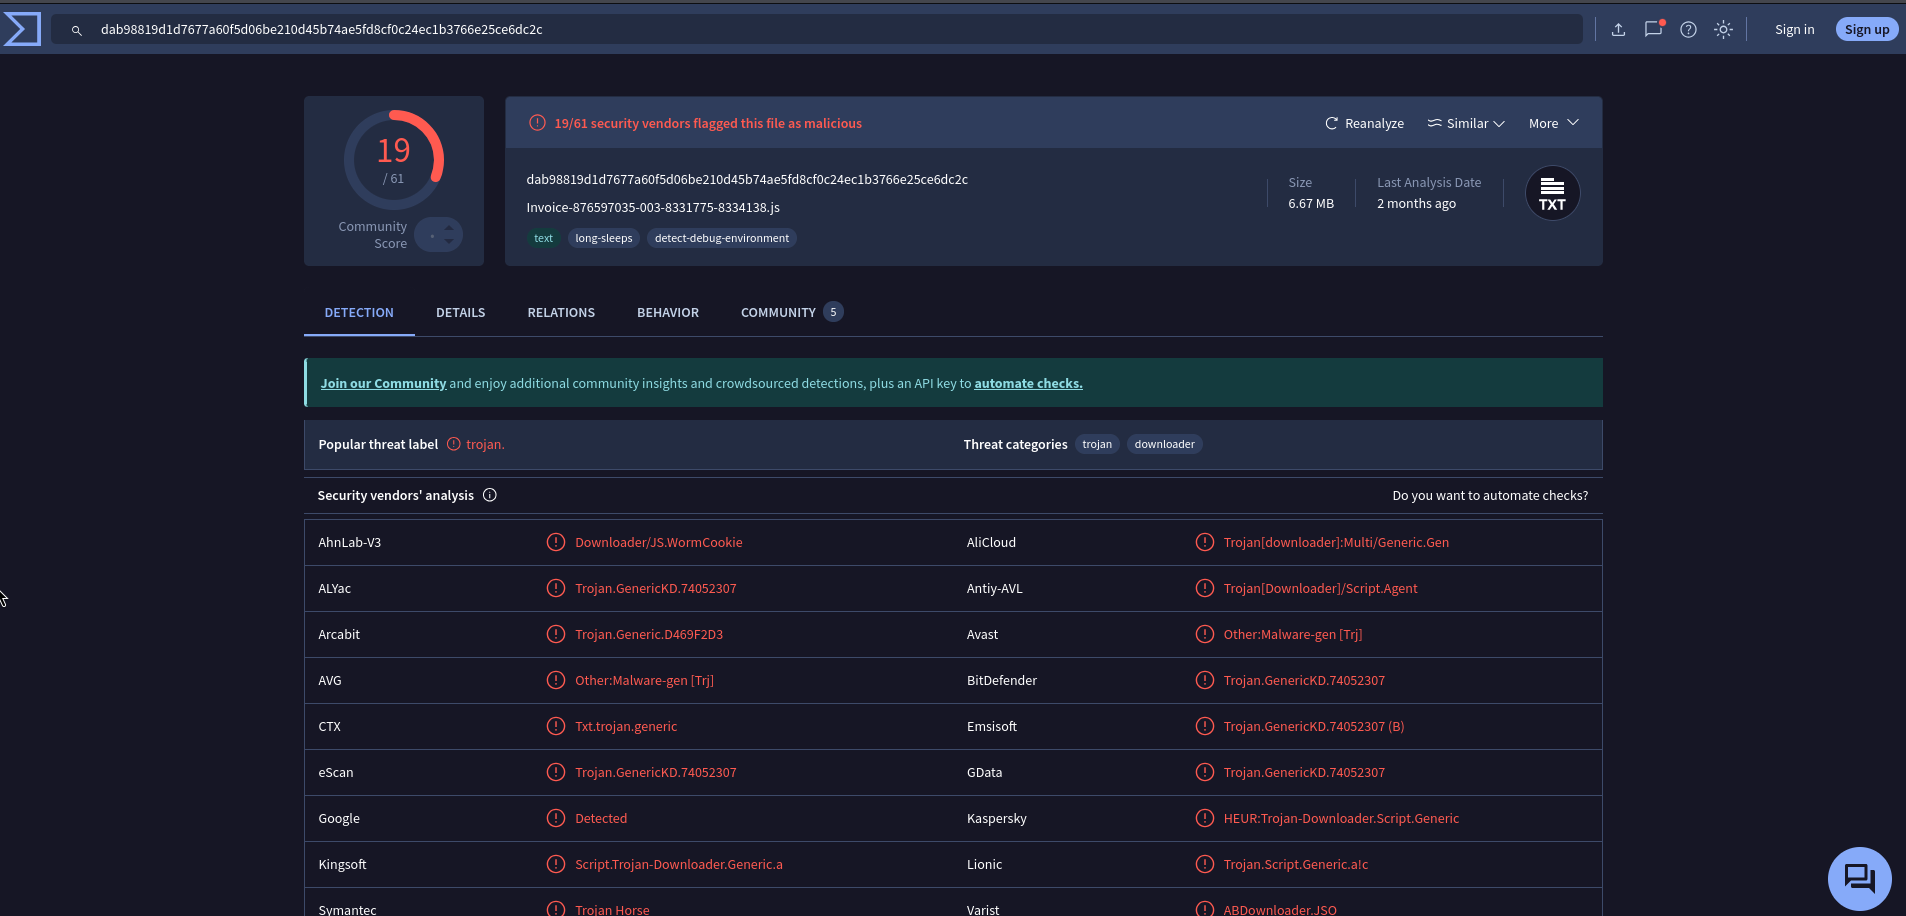 dab98819d1d7677a60f5d06be210d45b74ae5fd8cf0c24ec1b3766e25ce6dc2c
Sign in
Sign up
19
/ 61
Community
Score
19/61 security vendors flagged this file as malicious
Reanalyze
Similar
More
dab98819d1d7677a60f5d06be210d45b74ae5fd8cf0c24ec1b3766e25ce6dc2c
Invoice-876597035-003-8331775-8334138.js
text
long-sleeps
detect-debug-environment
Size
6.67 MB
Last Analysis Date
2 months ago
TXT
DETECTION
DETAILS
RELATIONS
BEHAVIOR
COMMUNITY 5
Join our Community and enjoy additional community insights and crowdsourced detections, plus an API key to automate checks.
Popular threat label trojan.
Threat categories trojan downloader
Security vendors' analysis
Do you want to automate checks?
AhnLab-V3 Downloader/JS.WormCookie AliCloud Trojan[downloader]:Multi/Generic.Gen
ALYac Trojan.GenericKD.74052307 Antiy-AVL Trojan[Downloader]/Script.Agent
Arcabit Trojan.Generic.D469F2D3 Avast Other:Malware-gen [Trj]
AVG Other:Malware-gen [Trj] BitDefender Trojan.GenericKD.74052307
CTX Txt.trojan.generic Emsisoft Trojan.GenericKD.74052307 (B)
eScan Trojan.GenericKD.74052307 GData Trojan.GenericKD.74052307
Google Detected Kaspersky HEUR:Trojan-Downloader.Script.Generic
Kingsoft Script.Trojan-Downloader.Generic.a Lionic Trojan.Script.Generic.a!c
Symantec Trojan Horse Varist ABDownloader.JSO